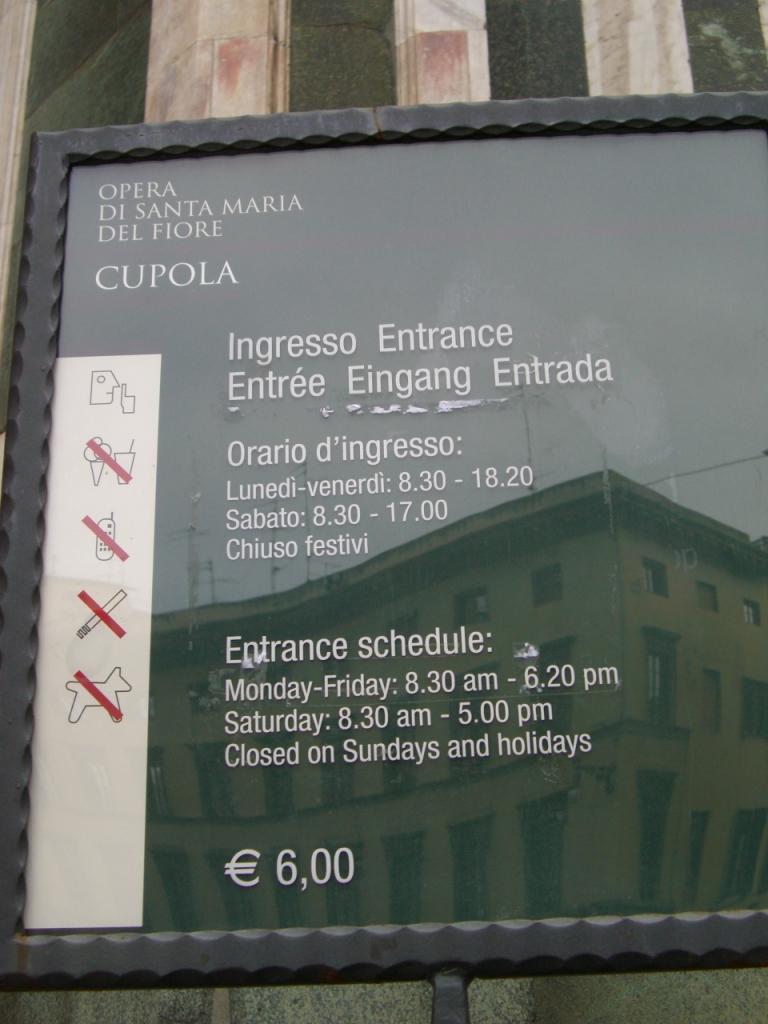 OPERA
DI SANTA MARIA
DEL FIORE
CUPOLA
Ingresso Entrance
Entrée Eingang Entrada
Orario d'ingresso:
Lunedì-venerdì: 8.30 - 18.20
Sabato: 8.30 - 17.00
Chiuso festivi
Entrance schedule:
Monday-Friday: 8.30 am - 6.20 pm
Saturday: 8.30 am - 5.00 pm
Closed on Sundays and holidays
€ 6,00